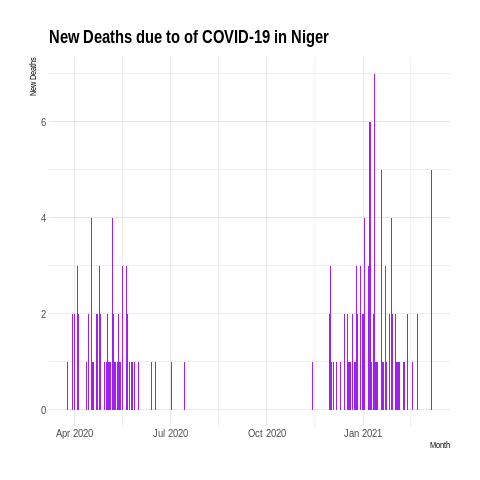 New Deaths due to of COVID-19 in Niger
New Deaths
6
4
2
0
Apr 2020 Jul 2020 Oct 2020 Jan 2021
Month